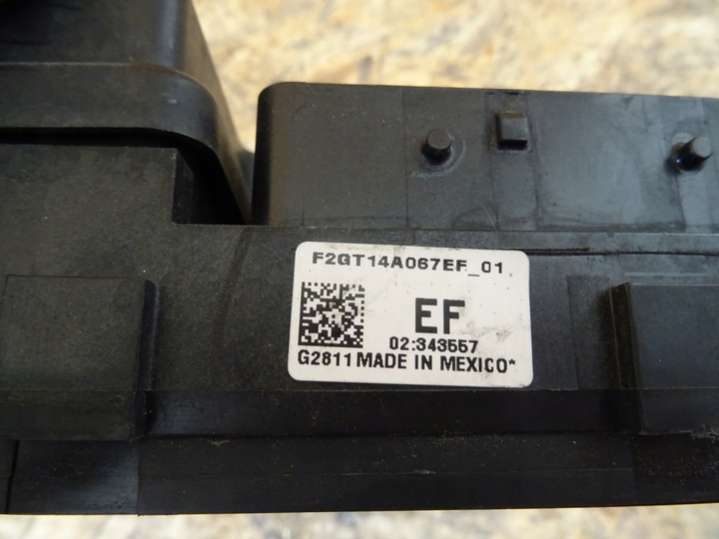 F2GT14A067EF_01
EF
02:343557
G2811 MADE IN MEXICO*